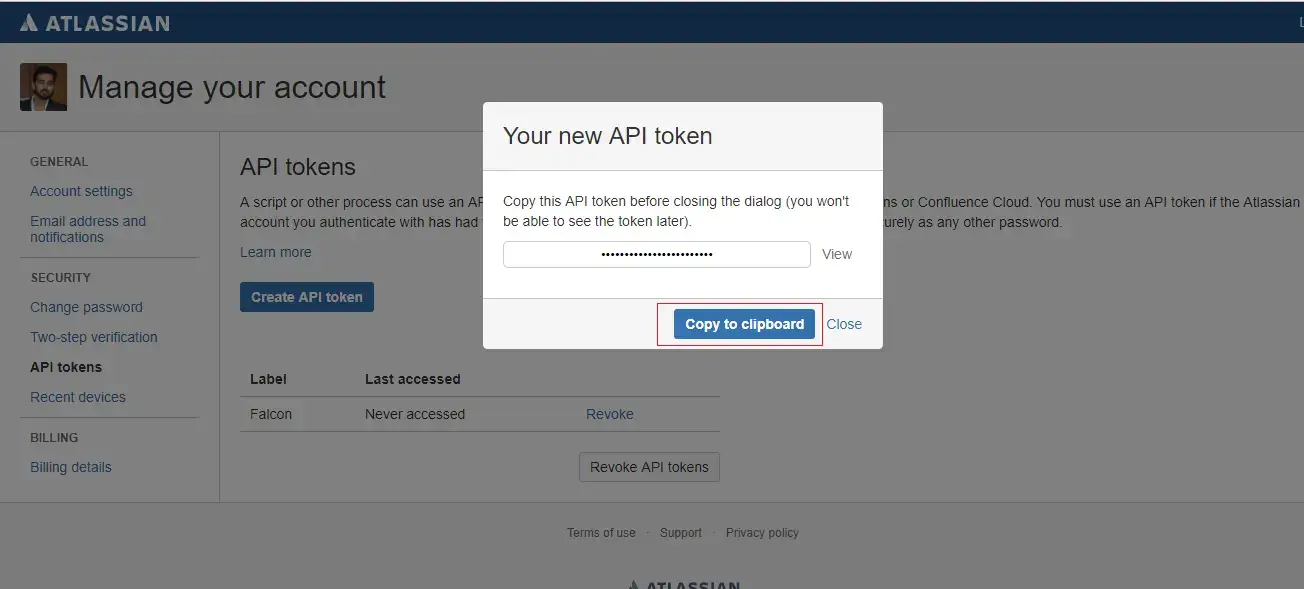 ATLASSIAN
Manage your account
GENERAL
Account settings
Email address and
notifications
SECURITY
Change password
Two-step verification
API tokens
Recent devices
BILLING
Billing details
API tokens
A script or other process can use an AP
ns or Confluence Cloud. You must use an API token if the Atlassian
account you authenticate with has had
urely as any other password.
Learn more
Create API token
Your new API token
Copy this API token before closing the dialog (you won't
be able to see the token later).
••••••••••••••••••••••••
View
Copy to clipboard
Close
Label Last accessed
Falcon Never accessed Revoke
Revoke API tokens
Terms of use · Support · Privacy policy
ATLASSIAN